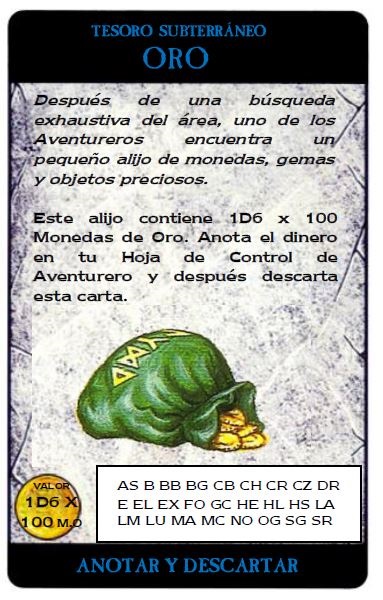 TESORO SUBTERRÁNEO
ORO
Después de una búsqueda
exhaustiva del área, uno de los
Aventureros encuentra un
pequeño alijo de monedas, gemas
y objetos preciosos.
Este alijo contiene 1D6 x 100
Monedas de Oro. Anota el dinero
en tu Hoja de Control de
Aventurero y después descarta
esta carta.
VALOR
1D6 X
100 M.O
AS B BB BG CB CH CR CZ DR
E EL EX FO GC HE HL HS LA
LM LU MA MC NO OG SG SR
ANOTAR Y DESCARTAR